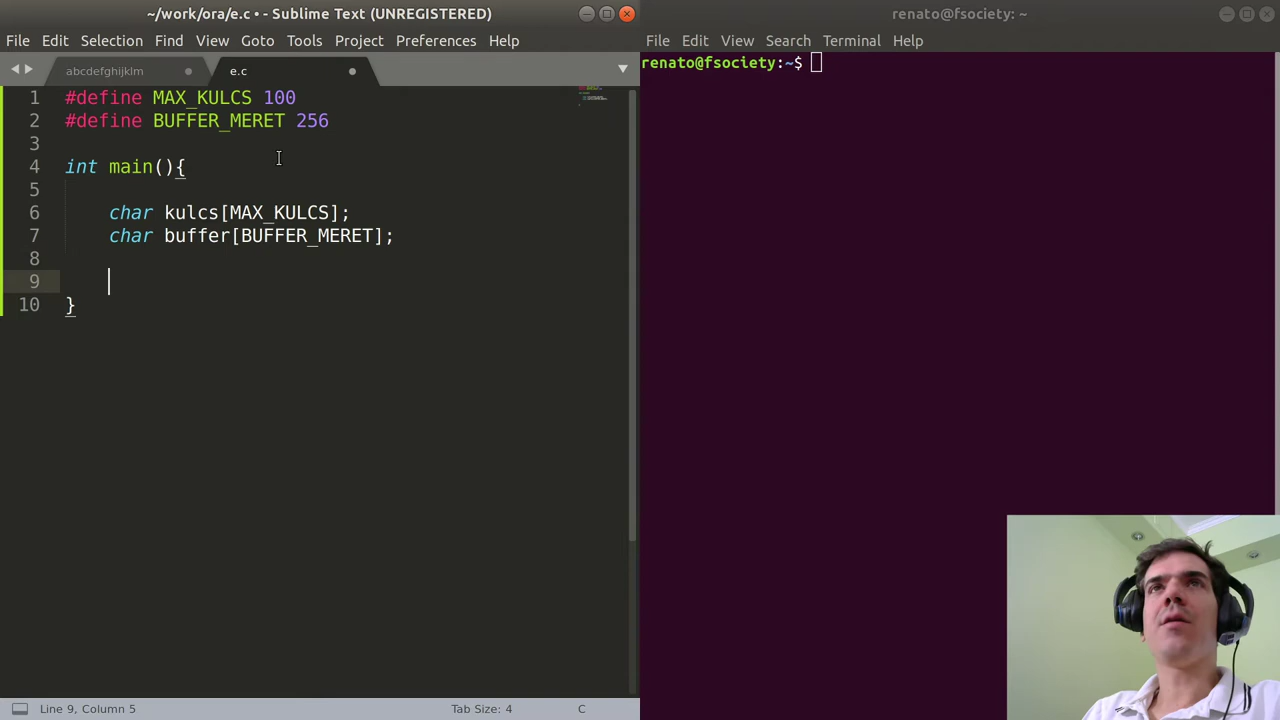 ~/work/ora/e.c • - Sublime Text (UNREGISTERED)
File Edit Selection Find View Goto Tools Project Preferences Help
abcdefghijklm e.c
1 #define MAX_KULCS 100
2 #define BUFFER_MERET 256
3
4 int main(){
5
6 char kulcs[MAX_KULCS];
7 char buffer[BUFFER_MERET];
8
9
10 }
Line 9, Column 5 Tab Size: 4 C
renato@fsociety: ~
File Edit View Search Terminal Help
renato@fsociety:~$